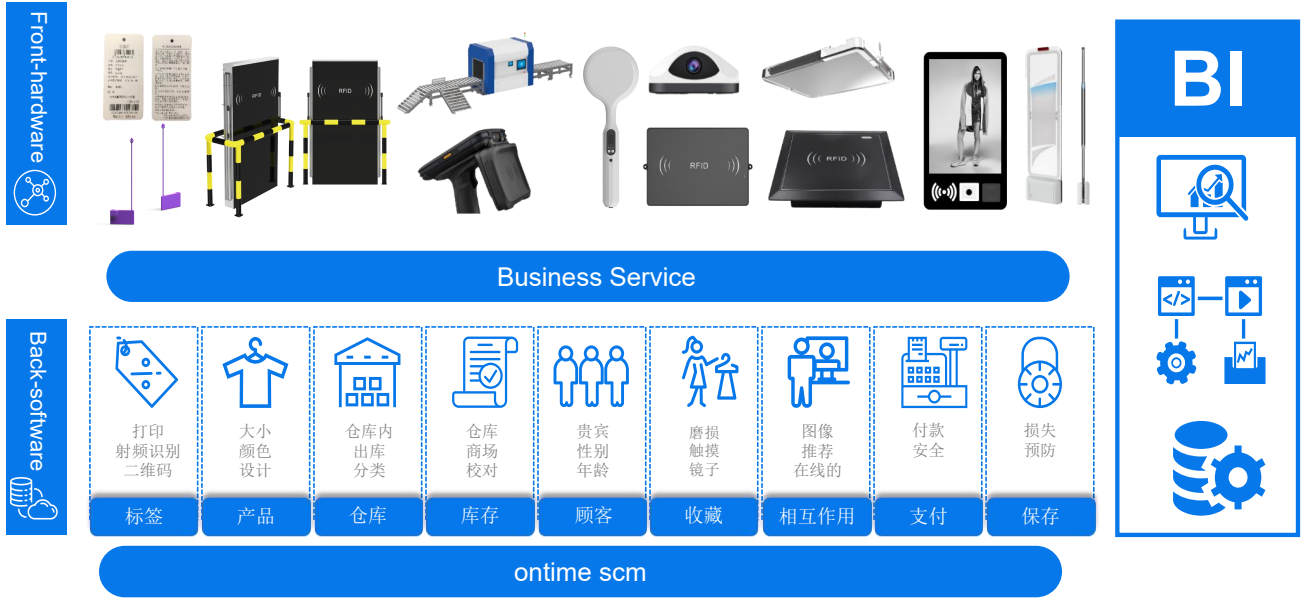 Front-hardware
RFID
RFID
RFID
RFID
BI
Business Service
Back-software
打印
射频识别
二维码
标签
大小
颜色
设计
产品
仓库内
出库
分类
仓库
仓库
商场
校对
库存
贵宾
性别
年龄
顾客
磨损
触摸
镜子
收藏
图像
推荐
在线的
相互作用
付款
安全
支付
损失
预防
保存
</>
ontime scm